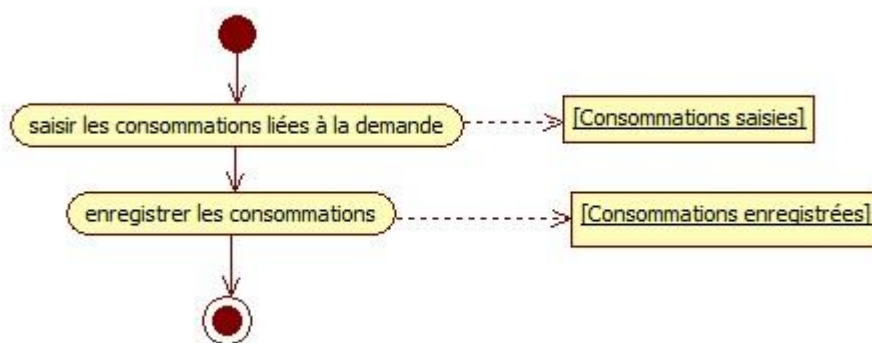 saisir les consommations liées à la demande
[Consommations saisies]
enregistrer les consommations
[Consommations enregistrées]